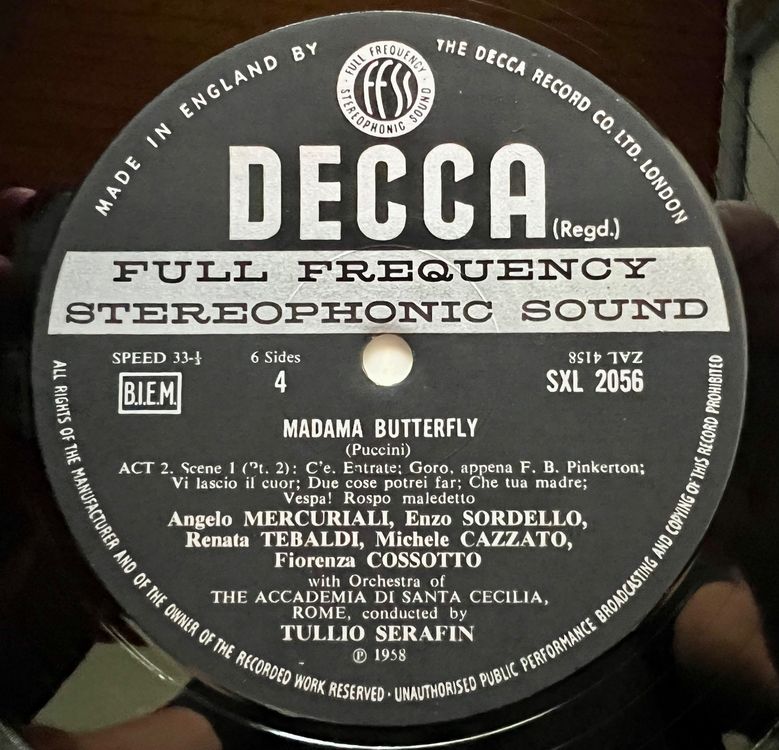 MADE IN ENGLAND BY
THE DECCA RECORD CO. LTD. LONDON
FULL FREQUENCY
FFSS
STEREOPHONIC SOUND
DECCA
(Regd.)
FULL FREQUENCY
STEREOPHONIC SOUND
SPEED 33-⅓
6 Sides
ZAL 4158
B.I.E.M.
4
SXL 2056
MADAMA BUTTERFLY
(Puccini)
ACT 2. Scene 1 (Pt. 2): C'e. Entrate; Goro, appena F. B. Pinkerton;
Vi lascio il cuor; Due cose potrei far; Che tua madre;
Vespa! Rospo maledetto
Angelo MERCURIALI, Enzo SORDELLO,
Renata TEBALDI, Michele CAZZATO,
Fiorenza COSSOTTO
with Orchestra of
THE ACCADEMIA DI SANTA CECILIA,
ROME, conducted by
TULLIO SERAFIN
℗ 1958
ALL RIGHTS OF THE MANUFACTURER AND OF THE OWNER OF THE RECORDED WORK RESERVED · UNAUTHORISED PUBLIC PERFORMANCE BROADCASTING AND COPYING OF THIS RECORD PROHIBITED